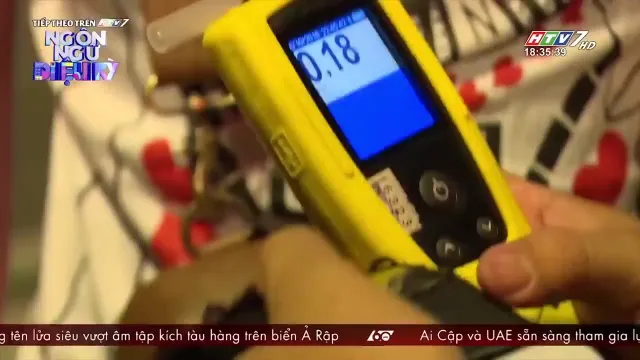 TIẾP THEO TRÊN HTV7
NGÔN
NGỮ
DIỆU KỲ
HTV7 HD
18:35:39
0.18
g tên lửa siêu vượt âm tập kích tàu hàng trên biển Ả Rập
Ai Cập và UAE sẵn sàng tham gia lự